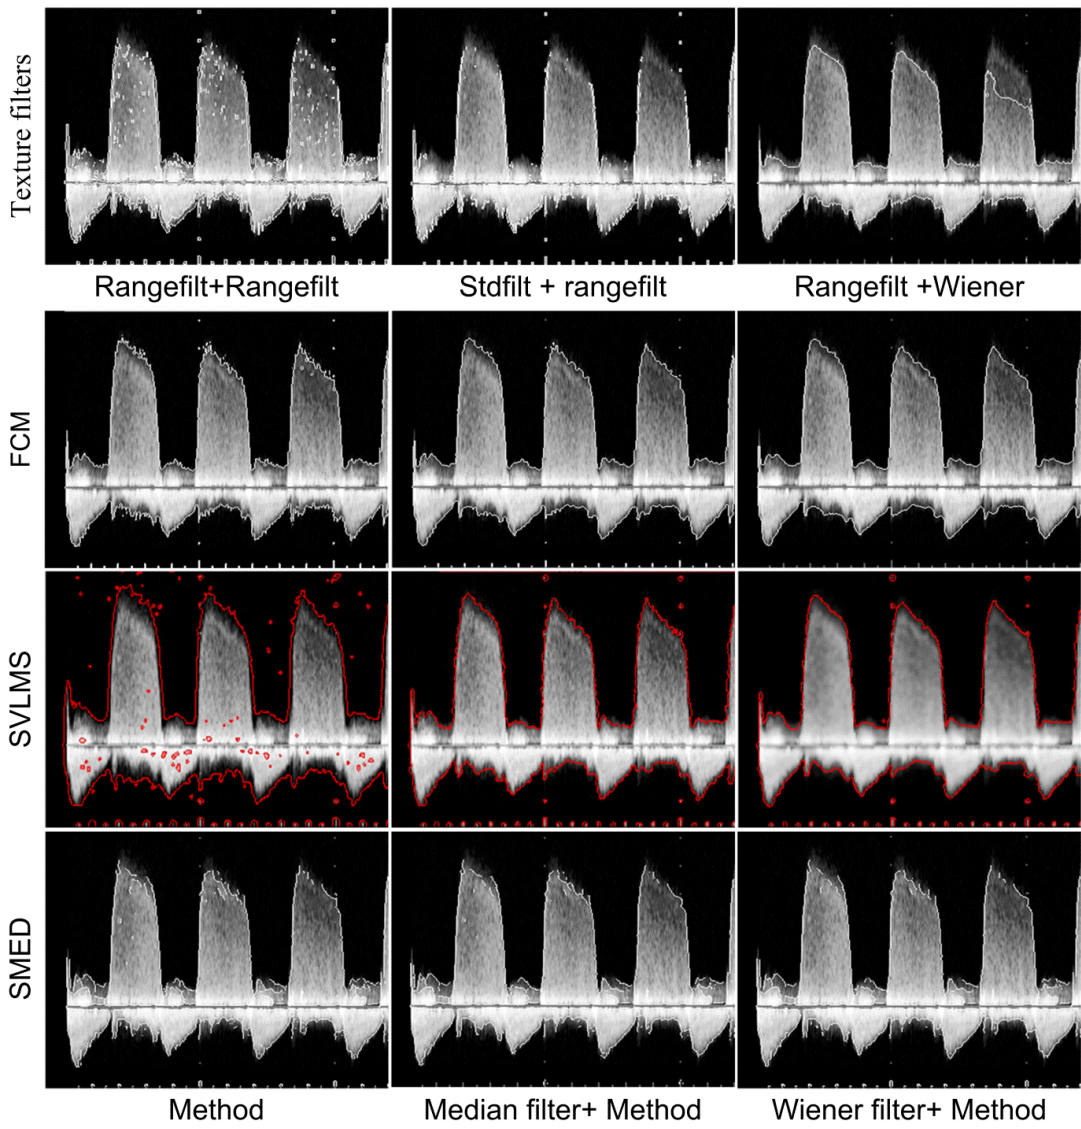 Texture filters
Rangefilt+Rangefilt
Stdfilt + rangefilt
Rangefilt +Wiener
FCM
SVLMS
SMED
Method
Median filter+ Method
Wiener filter+ Method